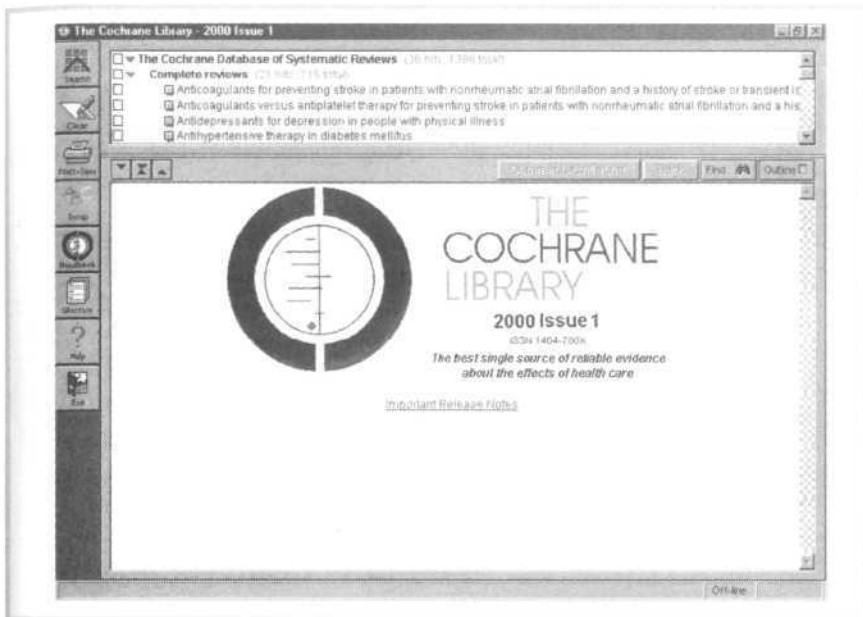 The Cochrane Library - 2000 Issue 1
Search
The Cochrane Database of Systematic Reviews (36 hits
Complete reviews
Anticoagulants for preventing stroke in patients with nonrheumatic atrial fibrillation and a history of stroke or transient is
Clear
Anticoagulants versus antiplatelet therapy for preventing stroke in patients with nonrheumatic atrial fibrillation and a his
Antidepressants for depression in people with physical illness
Antihypertensive therapy in diabetes mellitus
Find
Outline
Handbook
Help
Exit
THE
COCHRANE
LIBRARY
2000 Issue 1
The best single source of reliable evidence
about the effects of health care
Important Release Notes
Off-line